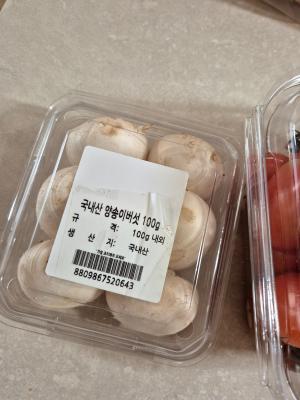 국내산 양송이버섯 100g
규 격: 100g 내외
생 산 지: 국내산
8809867520643